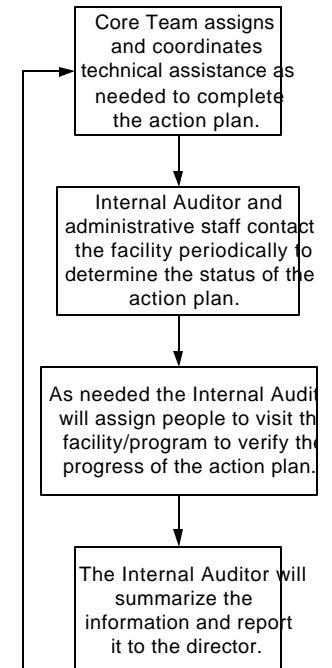 Core Team assigns
and coordinates
technical assistance as
needed to complete
the action plan.
Internal Auditor and
administrative staff contact
the facility periodically to
determine the status of the
action plan.
As needed the Internal Audit
will assign people to visit th
facility/program to verify the
progress of the action plan.
The Internal Auditor will
summarize the
information and report
it to the director.